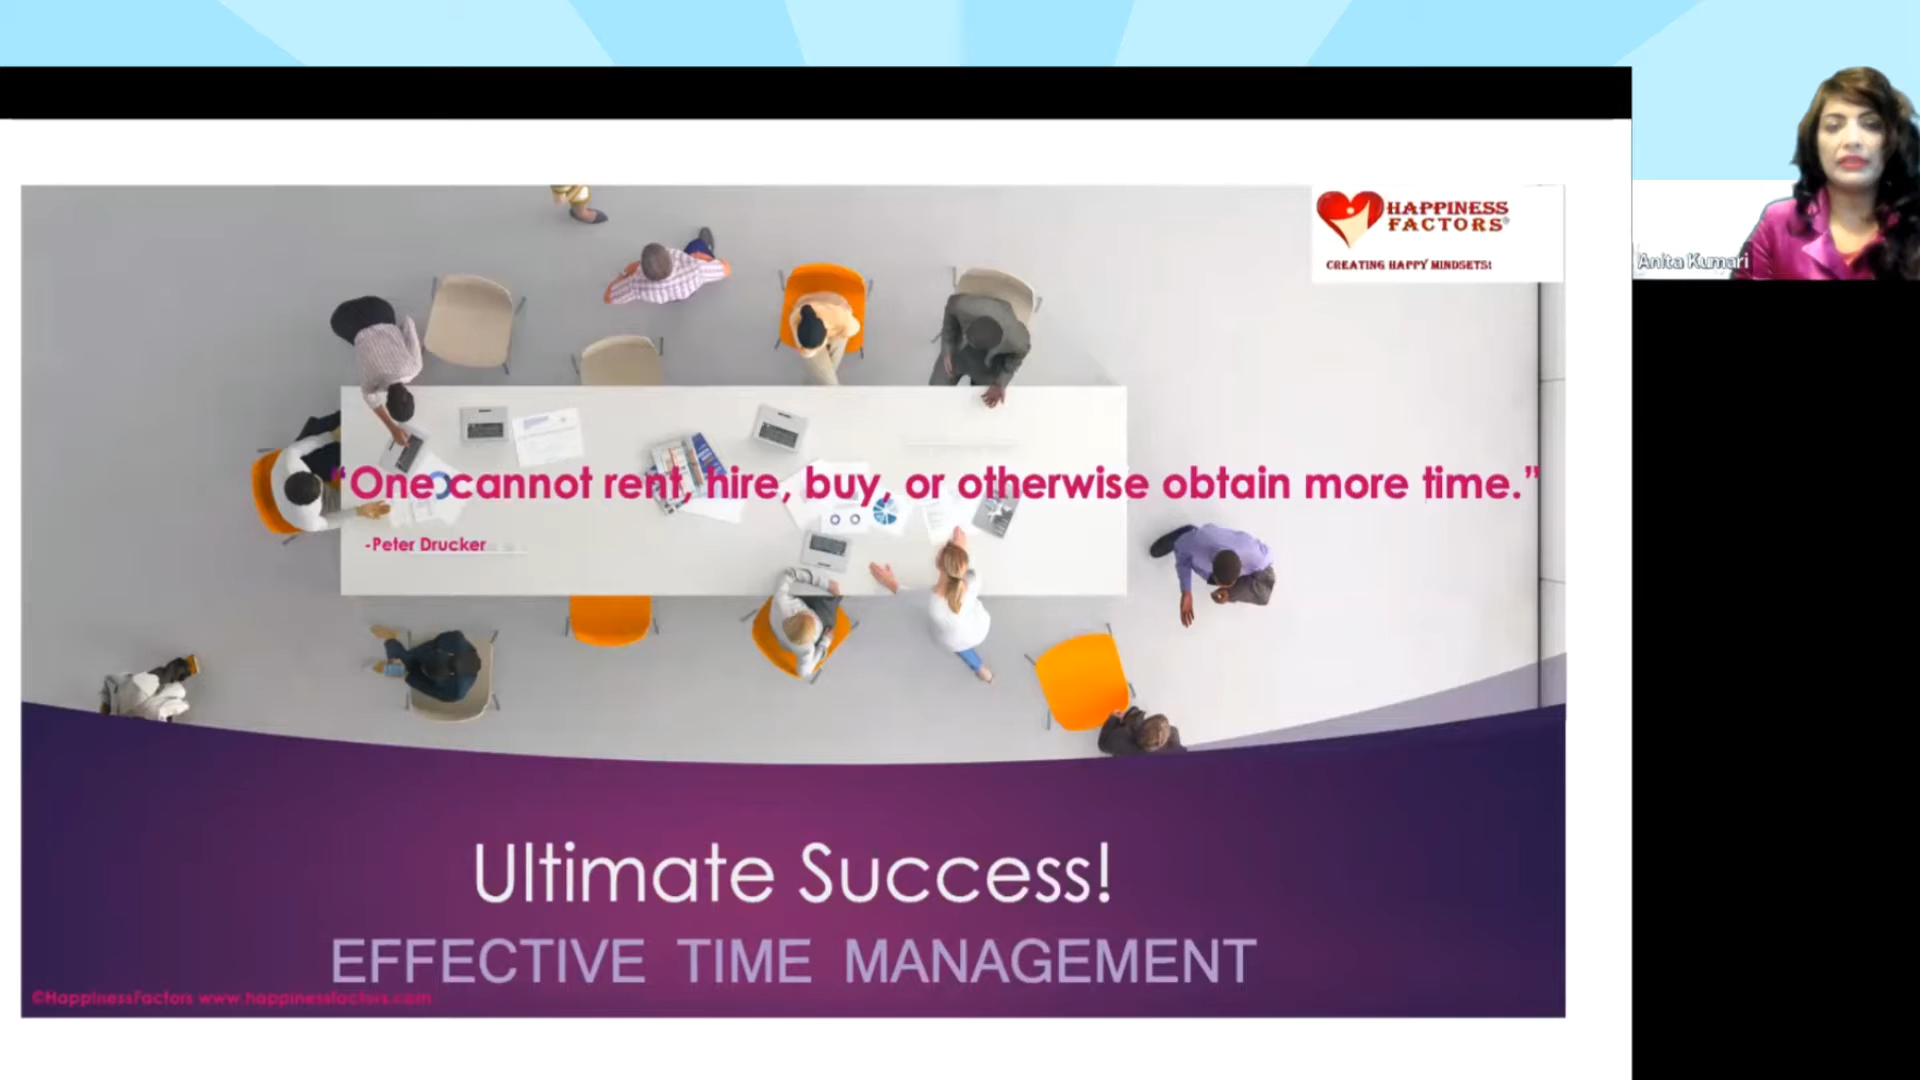 HAPPINESS
FACTORS®
CREATING HAPPY MINDSETS!
Anita Kumari
“One cannot rent, hire, buy, or otherwise obtain more time.”
-Peter Drucker
Ultimate Success!
EFFECTIVE TIME MANAGEMENT
©HappinessFactors www.happinessfactors.com